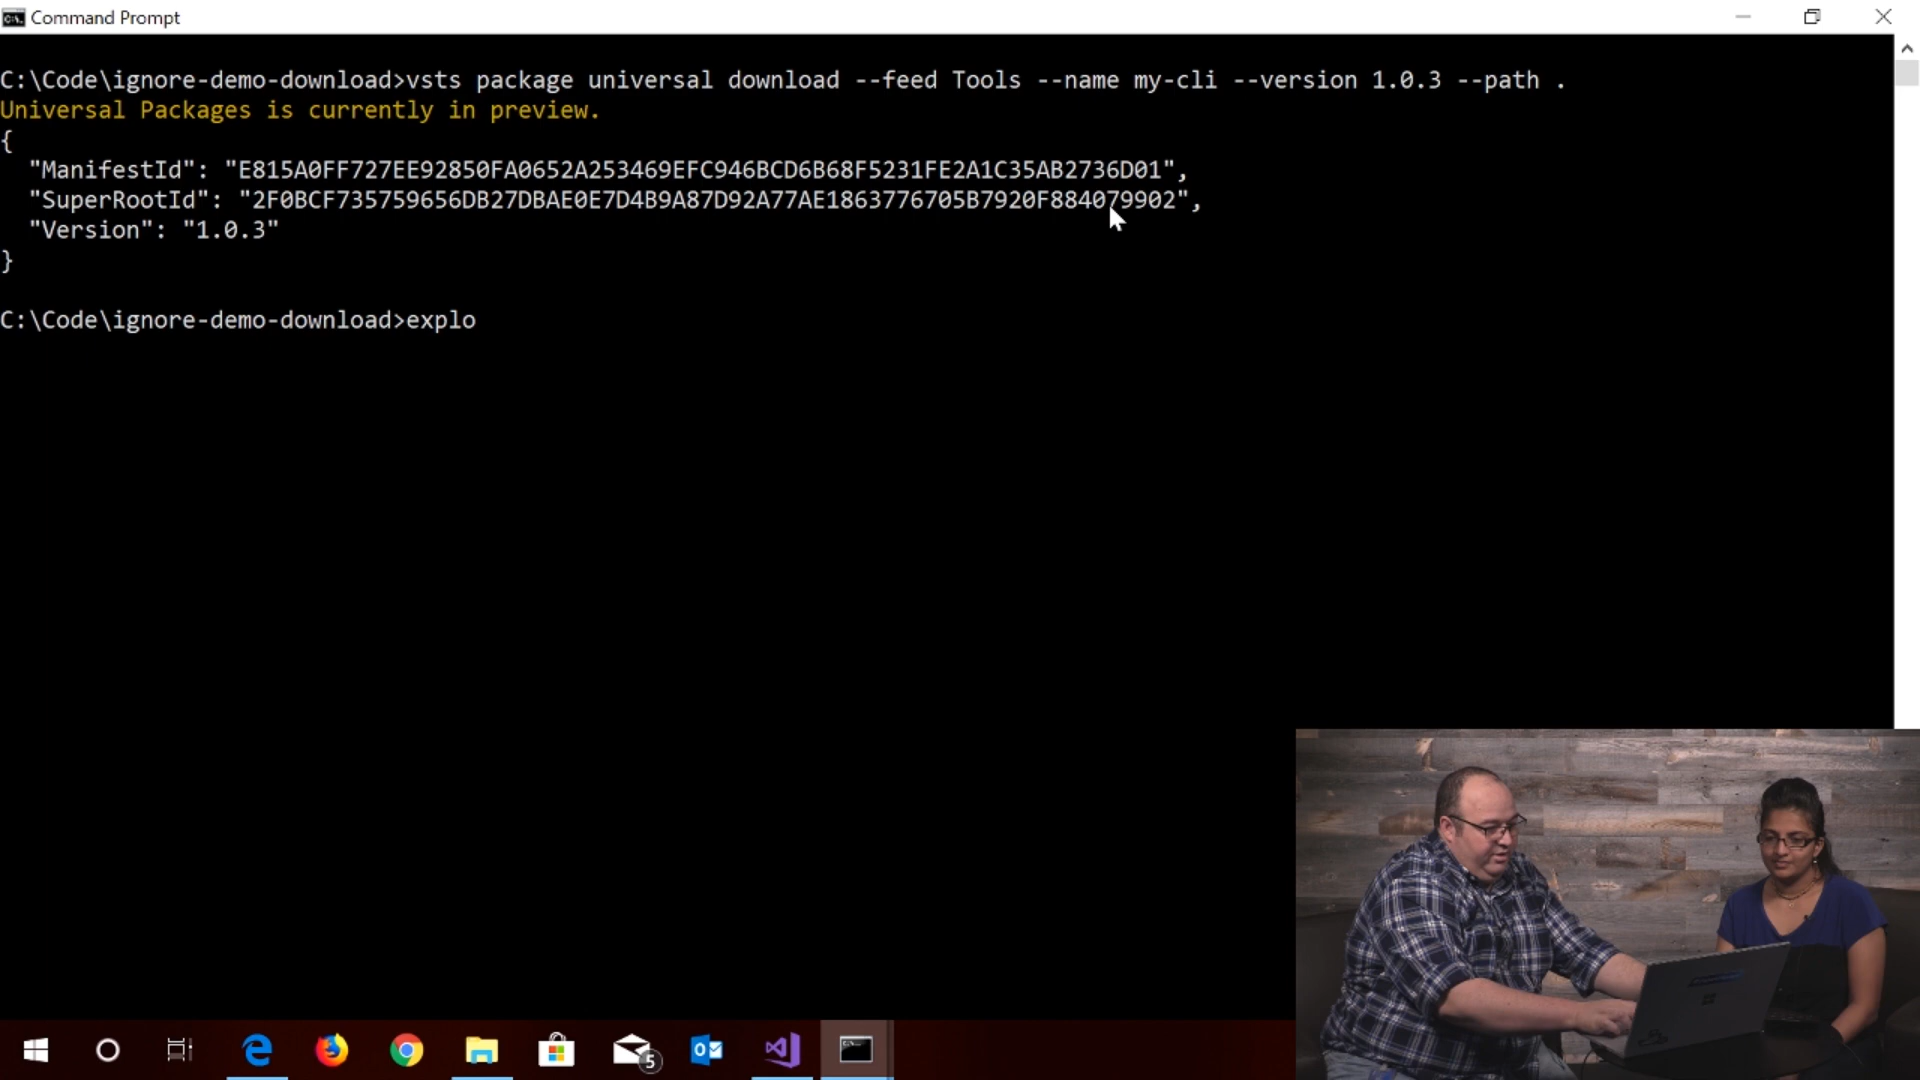 Command Prompt
C:\Code\ignore-demo-download>vsts package universal download --feed Tools --name my-cli --version 1.0.3 --path .
Universal Packages is currently in preview.
{
"ManifestId": "E815A0FF727EE92850FA0652A253469EFC946BCD6B68F5231FE2A1C35AB2736D01",
"SuperRootId": "2F0BCF735759656DB27DBAE0E7D4B9A87D92A77AE1863776705B7920F884079902",
"Version": "1.0.3"
}
C:\Code\ignore-demo-download>explo
5